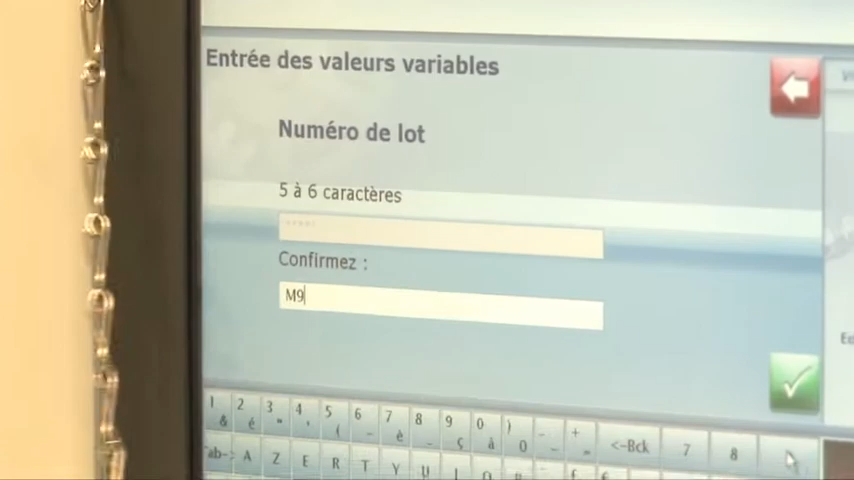 Entrée des valeurs variables
Numéro de lot
5 à 6 caractères
*****
Confirmez :
M9
1 & 2 é 3 " 4 ' 5 ( 6 - 7 è 8 _ 9 ç 0 à ) 0 - + = <-Bck 7 8
A Z E R T Y U